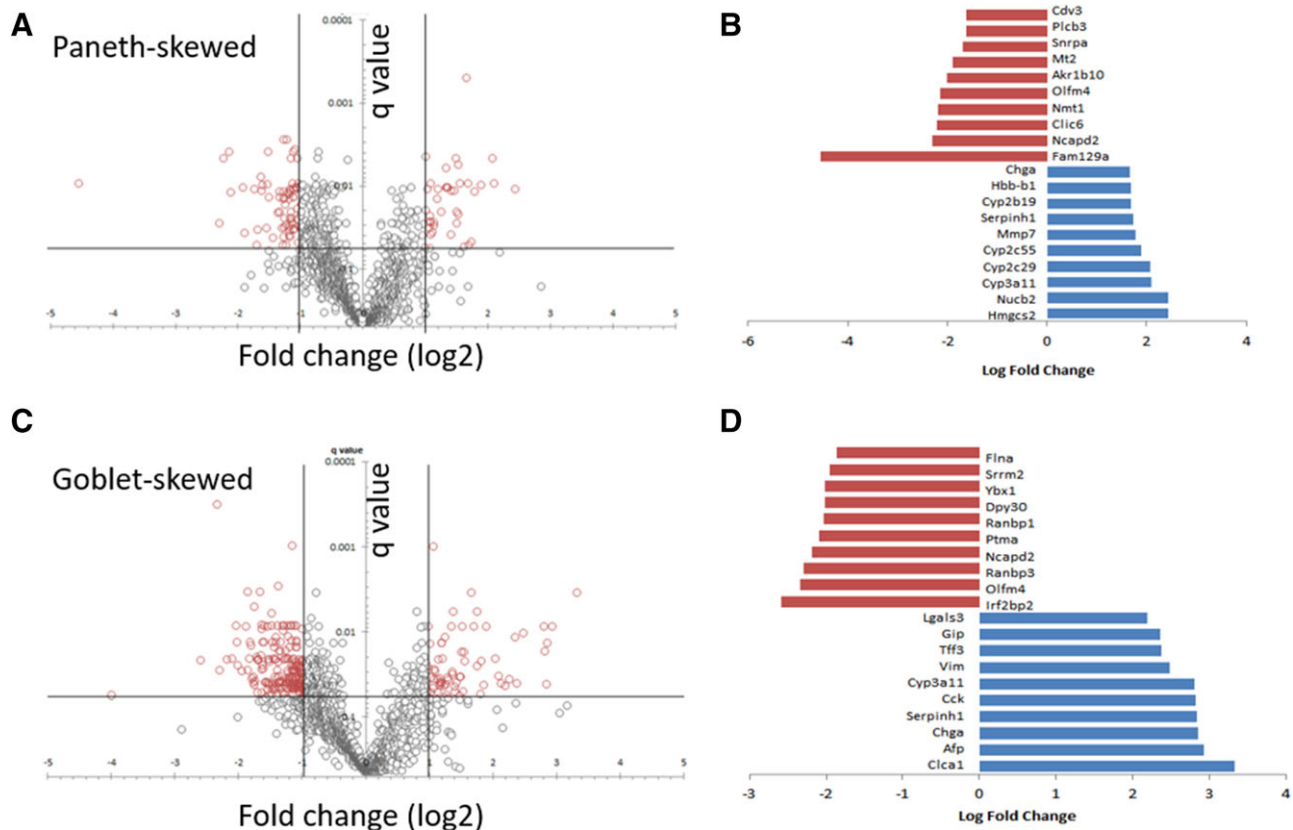 A
Paneth-skewed
q value
0.0001
0.001
0.01
-5 -4 -3 -2 -1 0 1 2 3 4 5
Fold change (log2)
B
Cdv3
Plcb3
Snrpa
Mt2
Akr1b10
Olfm4
Nmt1
Clic6
Ncapd2
Fam129a
Chga
Hbb-b1
Cyp2b19
Serpinh1
Mmp7
Cyp2c55
Cyp2c29
Cyp3a11
Nucb2
Hmgcs2
-6 -4 -2 0 2 4
Log Fold Change
C
Goblet-skewed
q value
q value
0.0001
0.001
0.01
0.1
-5 -4 -3 -2 -1 0 1 2 3 4 5
Fold change (log2)
D
Flna
Srrm2
Ybx1
Dpy30
Ranbp1
Ptma
Ncapd2
Ranbp3
Olfm4
Irf2bp2
Lgals3
Gip
Tff3
Vim
Cyp3a11
Cck
Serpinh1
Chga
Afp
Clca1
-3 -2 -1 0 1 2 3 4
Log Fold Change